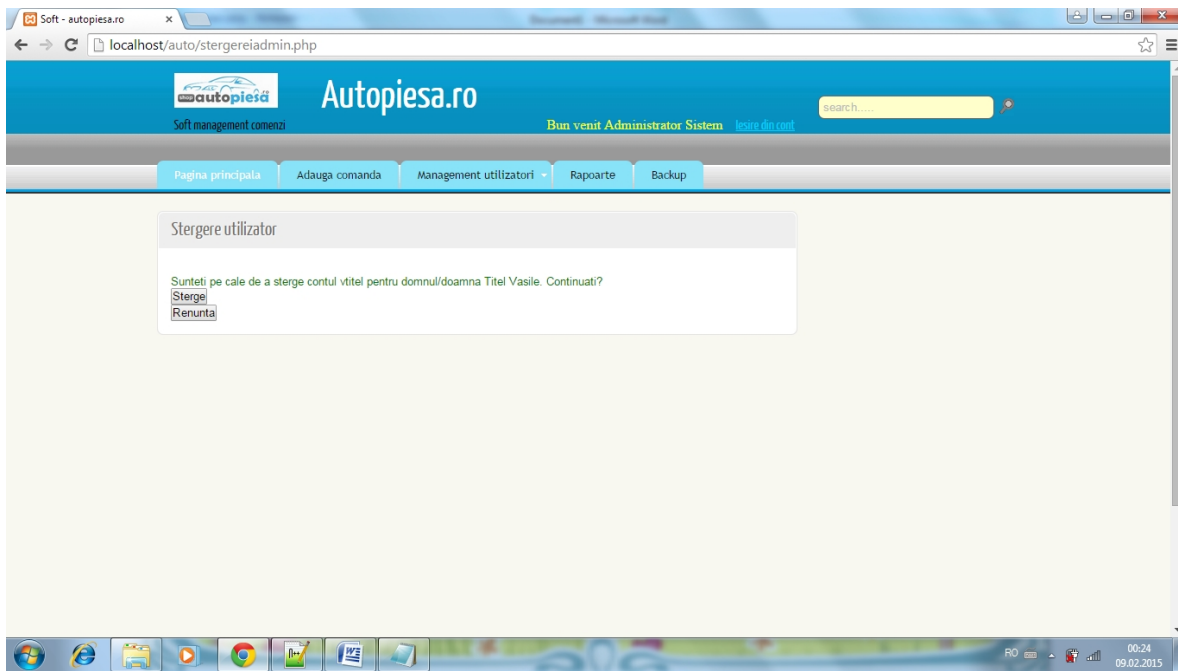 Soft - autopiesa.ro
localhost/auto/stergereiadmin.php
shop autopiesa
Autopiesa.ro
search.....
Soft management comenzi
Bun venit Administrator Sistem Iesire din cont
Pagina principala Adauga comanda Management utilizatori Rapoarte Backup
Stergere utilizator
Sunteti pe cale de a sterge contul vtitel pentru domnul/doamna Titel Vasile. Continuati?
Sterge
Renunta
RO 00:24
09.02.2015